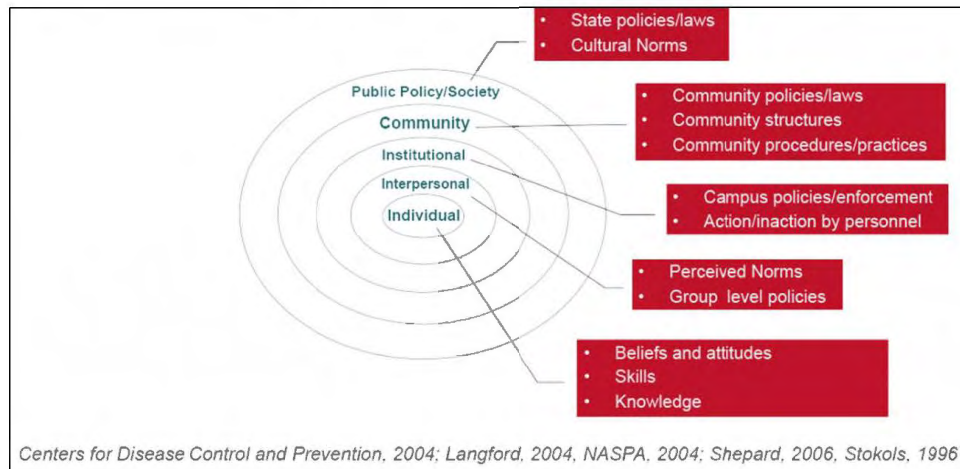 • State policies/laws
• Cultural Norms
Public Policy/Society
• Community policies/laws
• Community structures
• Community procedures/practices
Community
Institutional
• Campus policies/enforcement
• Action/inaction by personnel
Interpersonal
Individual
• Perceived Norms
• Group level policies
• Beliefs and attitudes
• Skills
• Knowledge
Centers for Disease Control and Prevention, 2004; Langford, 2004, NASPA, 2004; Shepard, 2006, Stokols, 1996